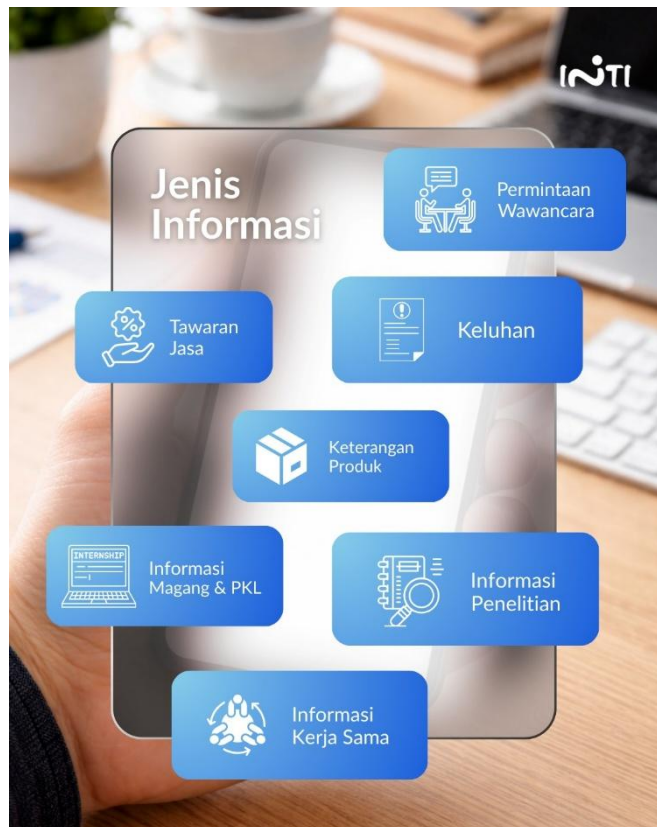 INTI
Jenis
Informasi
Permintaan
Wawancara
Tawaran
Jasa
Keluhan
Keterangan
Produk
INTERNSHIP
Informasi
Magang & PKL
Informasi
Penelitian
Informasi
Kerja Sama